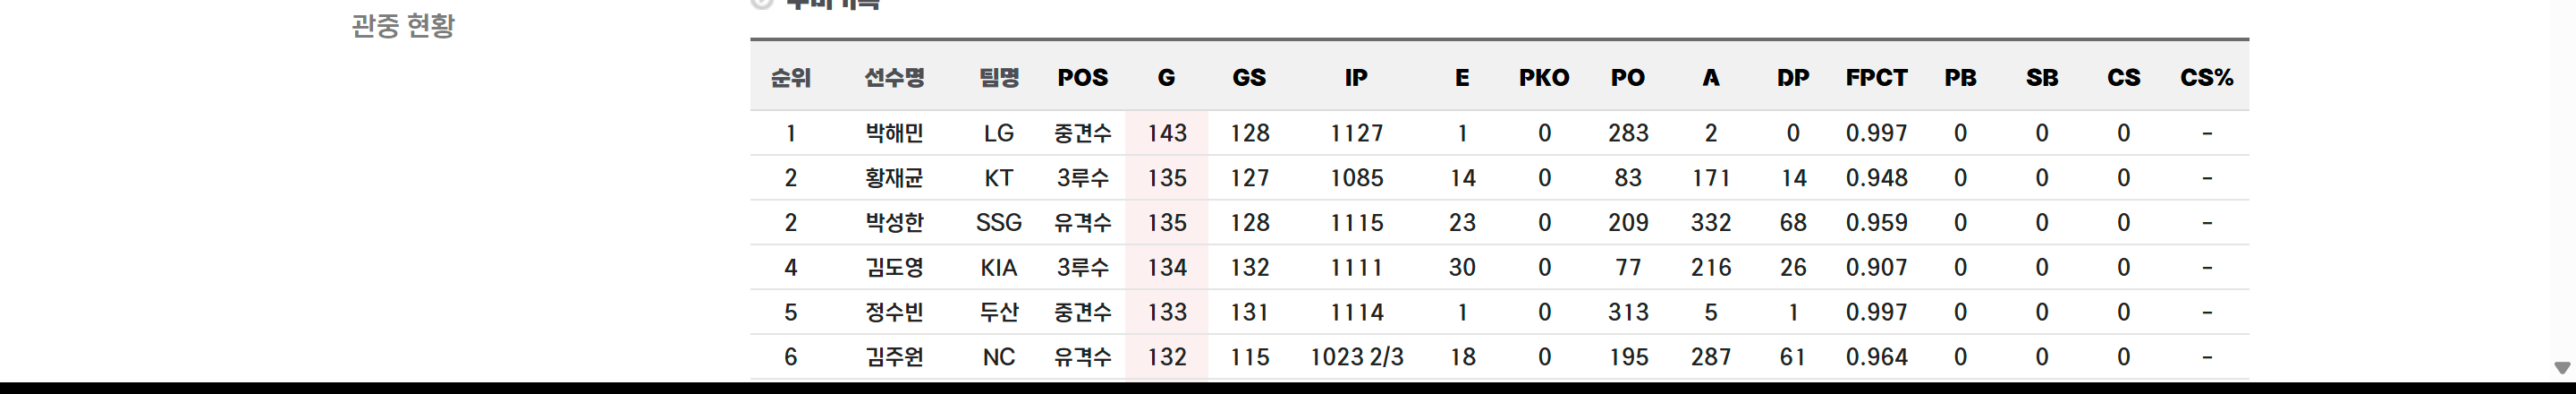 관중 현황
순위 선수명 팀명 POS G GS IP E PKO PO A DP FPCT PB SB CS CS%
1 박해민 LG 중견수 143 128 1127 1 0 283 2 0 0.997 0 0 0 -
2 황재균 KT 3루수 135 127 1085 14 0 83 171 14 0.948 0 0 0 -
2 박성한 SSG 유격수 135 128 1115 23 0 209 332 68 0.959 0 0 0 -
4 김도영 KIA 3루수 134 132 1111 30 0 77 216 26 0.907 0 0 0 -
5 정수빈 두산 중견수 133 131 1114 1 0 313 5 1 0.997 0 0 0 -
6 김주원 NC 유격수 132 115 1023 2/3 18 0 195 287 61 0.964 0 0 0 -